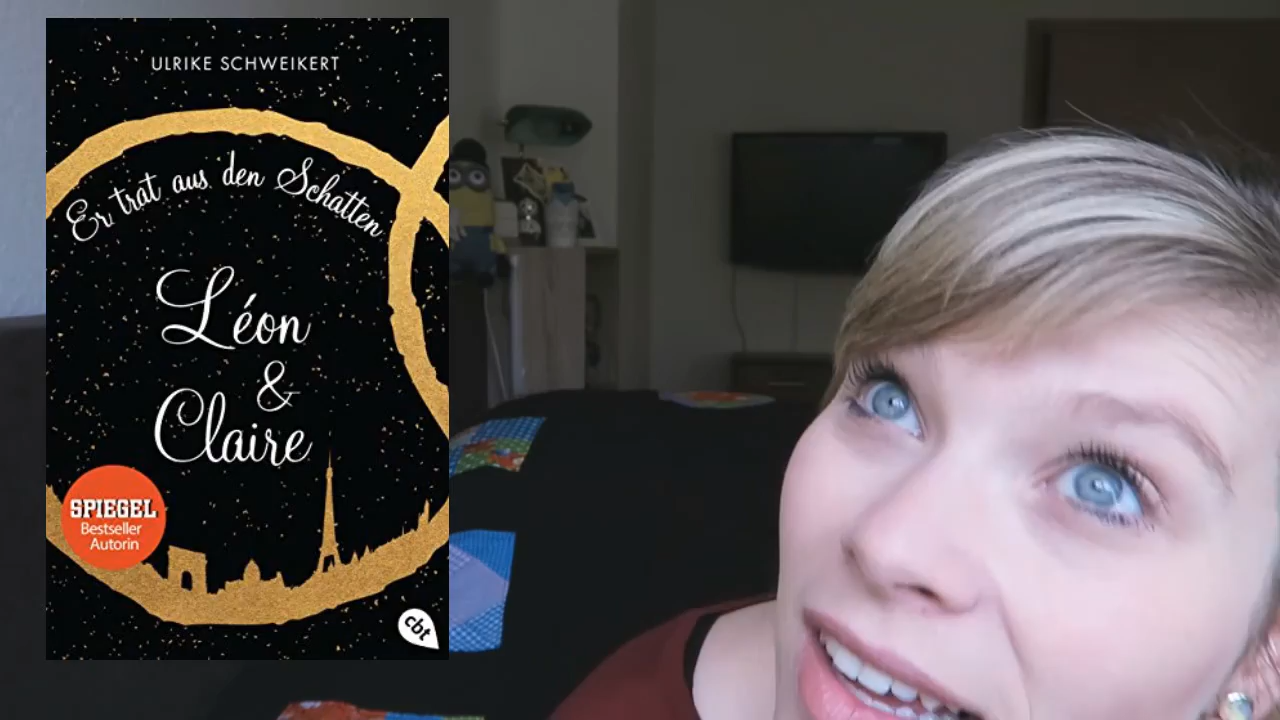 ULRIKE SCHWEIKERT
Er trat aus den Schatten
Léon
&
Claire
SPIEGEL
Bestseller
Autorin
cbt